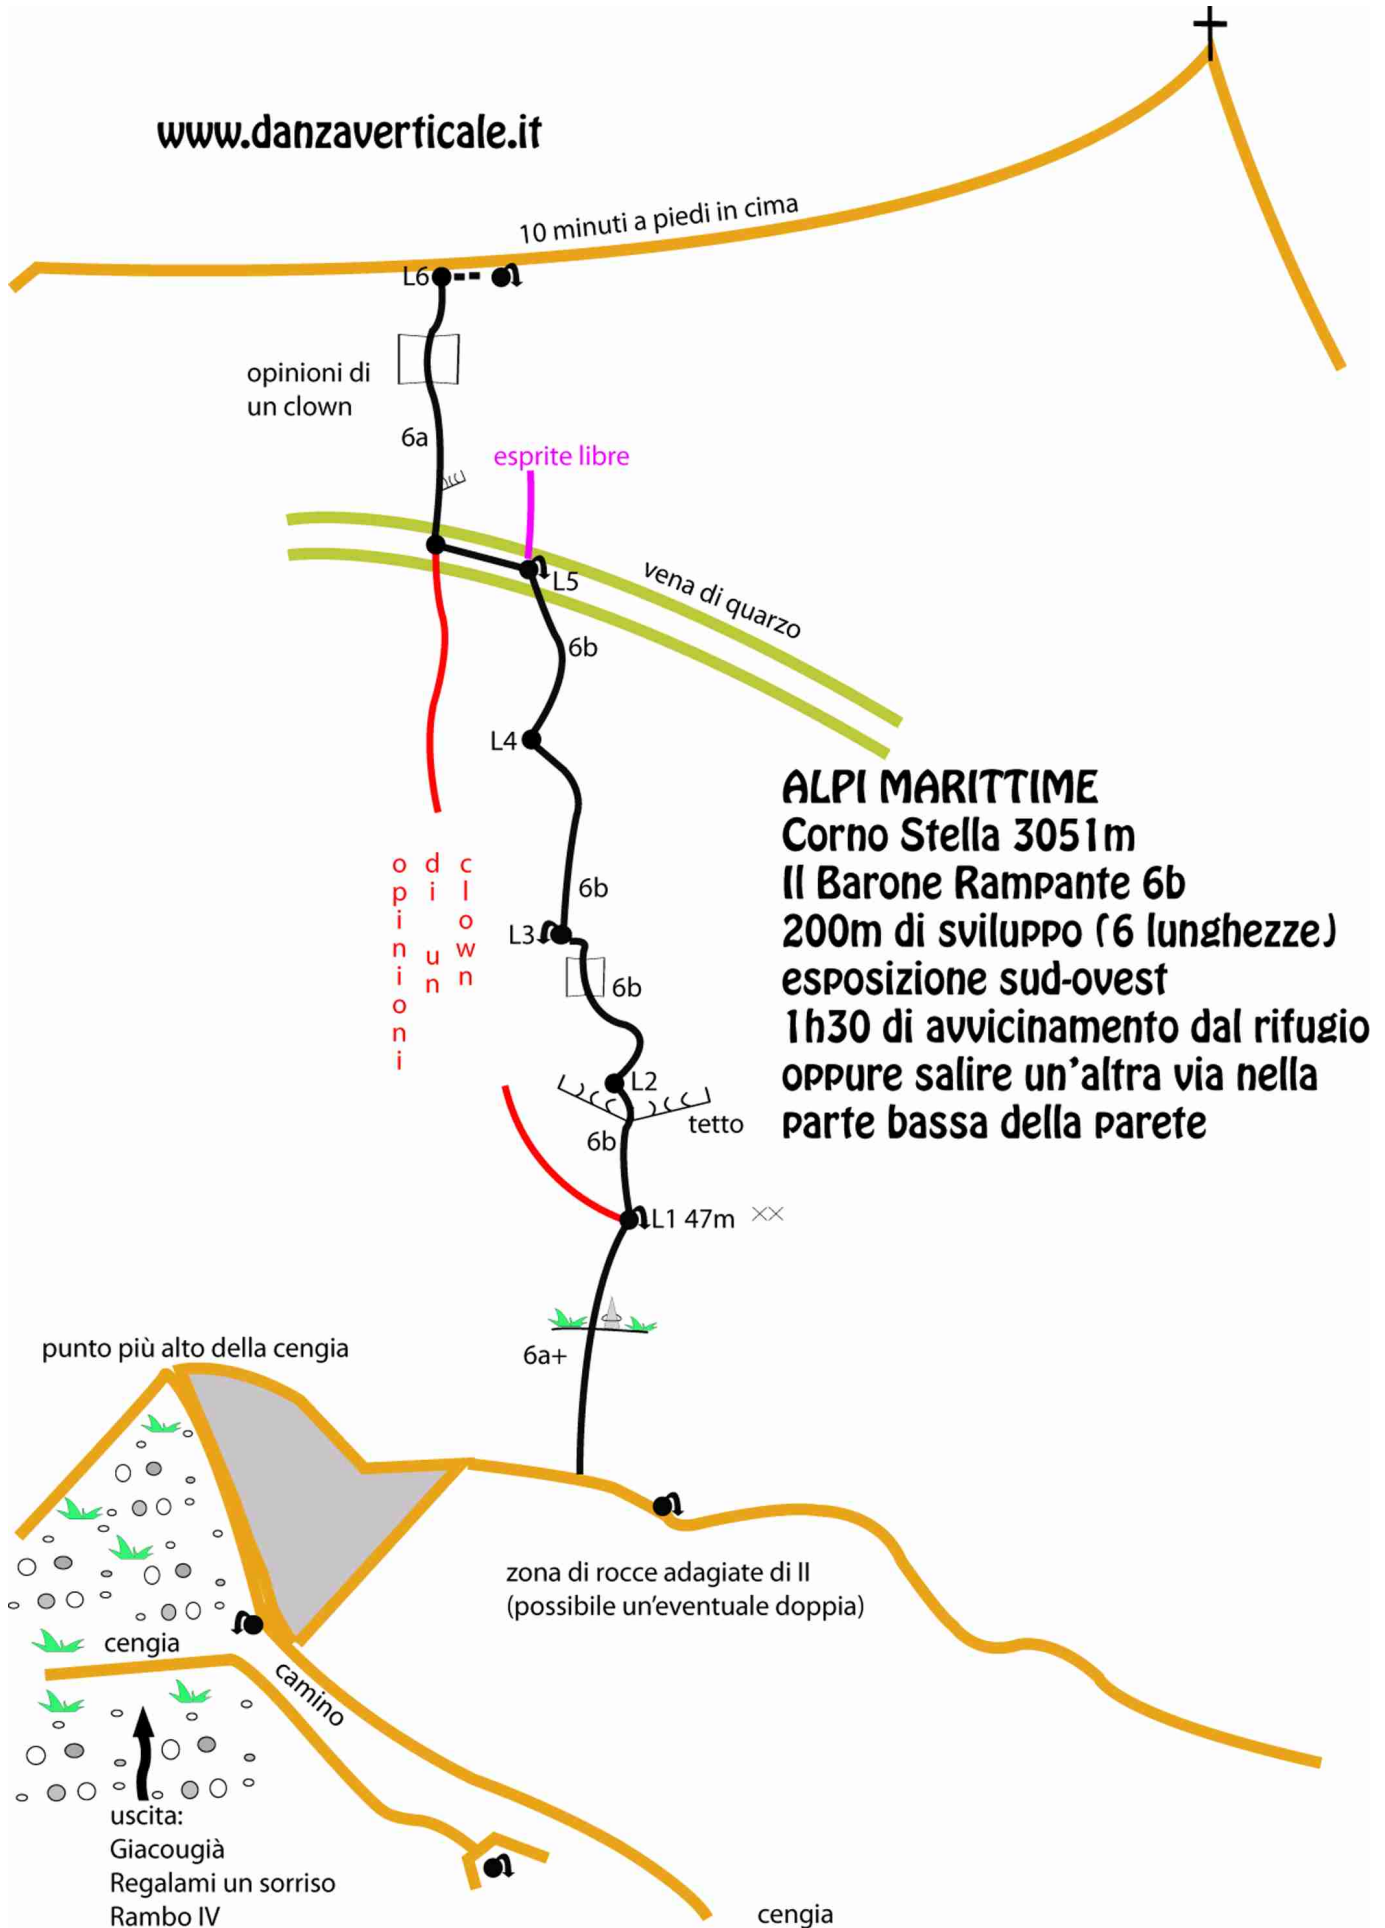 www.danzaverticale.it
10 minuti a piedi in cima
L6
opinioni di
un clown
6a
esprite libre
L5
vena di quarzo
6b
L4
ALPI MARITTIME
Corno Stella 3051m
Il Barone Rampante 6b
200m di sviluppo (6 lunghezze)
esposizione sud-ovest
1h30 di avvicinamento dal rifugio
oppure salire un'altra via nella
parte bassa della parete
opinioni
di un
clown
6b
L3
6b
L2
tetto
6b
L1 47m
punto più alto della cengia
6a+
zona di rocce adagiate di II
(possibile un'eventuale doppia)
cengia
camino
uscita:
Giacougià
Regalami un sorriso
Rambo IV
cengia